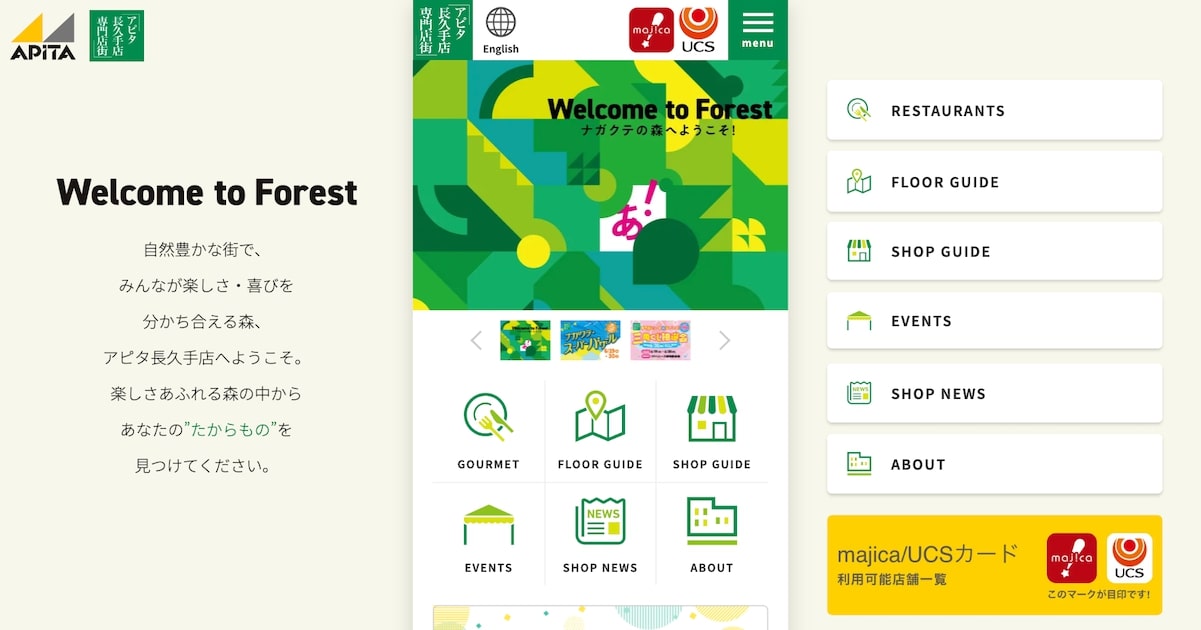 APiTA
アピタ
長久手店
専門店街
Welcome to Forest
自然豊かな街で、
みんなが楽しさ・喜びを
分かち合える森、
アピタ長久手店へようこそ。
楽しさあふれる森の中から
あなたの”たからもの”を
見つけてください。
アピタ
長久手店
専門店街
English
majica
UCS
menu
Welcome to Forest
ナガクテの森へようこそ!
あ!
Welcome to Forest
GOURMET
FLOOR GUIDE
SHOP GUIDE
NEWS
EVENTS
SHOP NEWS
ABOUT
RESTAURANTS
FLOOR GUIDE
SHOP GUIDE
EVENTS
NEWS
SHOP NEWS
ABOUT
majica/UCSカード
利用可能店舗一覧
majica
UCS
このマークが目印です!